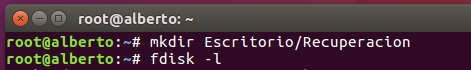 root@alberto: ~
root@alberto:~# mkdir Escritorio/Recuperacion
root@alberto:~# fdisk -l